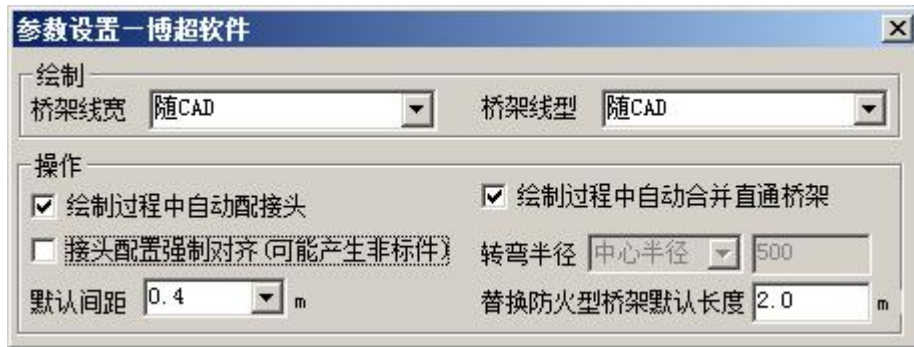 参数设置－博超软件
绘制
桥架线宽 随CAD 桥架线型 随CAD
操作
绘制过程中自动配接头 绘制过程中自动合并直通桥架
接头配置强制对齐(可能产生非标件) 转弯半径 中心半径 500
默认间距 0.4 m 替换防火型桥架默认长度 2.0 m